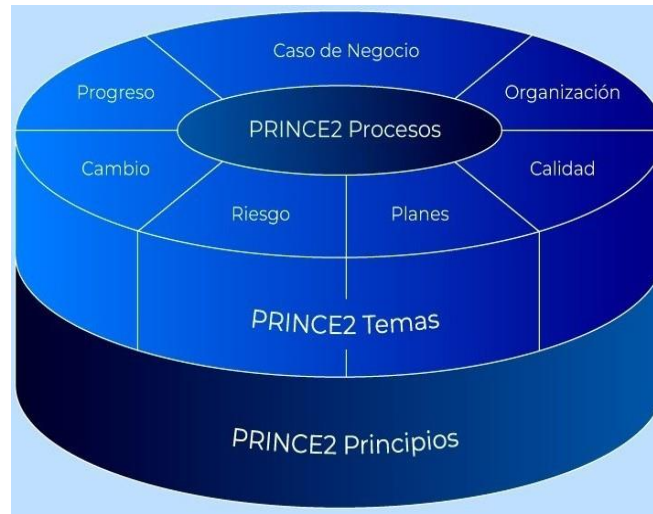 Caso de Negocio
Progreso
Organización
PRINCE2 Procesos
Cambio
Calidad
Riesgo
Planes
PRINCE2 Temas
PRINCE2 Principios